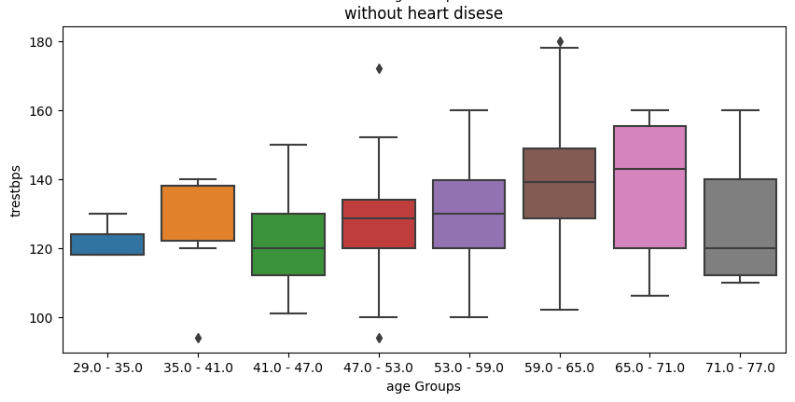 without heart disese
trestbps
180
160
140
120
100
29.0 - 35.0 35.0 - 41.0 41.0 - 47.0 47.0 - 53.0 53.0 - 59.0 59.0 - 65.0 65.0 - 71.0 71.0 - 77.0
age Groups